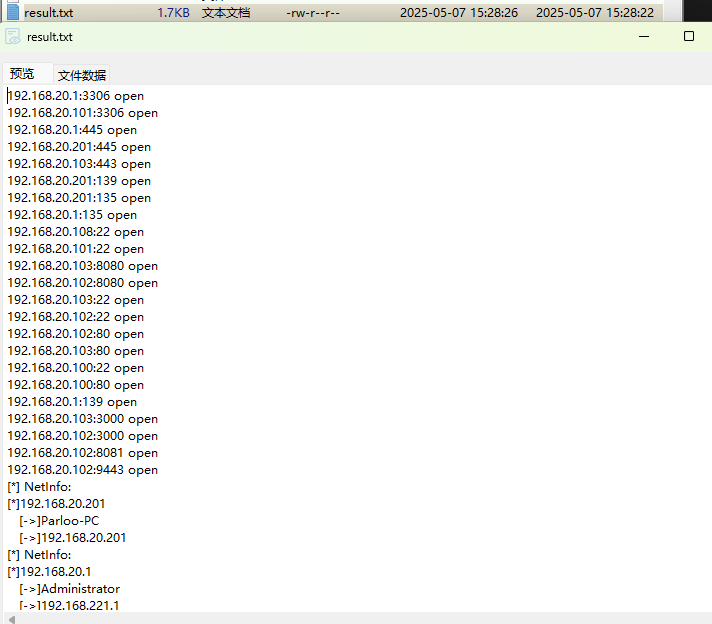 result.txt 1.7KB 文本文档 -rw-r--r-- 2025-05-07 15:28:26 2025-05-07 15:28:22
result.txt
预览 文件数据
192.168.20.1:3306 open
192.168.20.101:3306 open
192.168.20.1:445 open
192.168.20.201:445 open
192.168.20.103:443 open
192.168.20.201:139 open
192.168.20.201:135 open
192.168.20.1:135 open
192.168.20.108:22 open
192.168.20.101:22 open
192.168.20.103:8080 open
192.168.20.102:8080 open
192.168.20.103:22 open
192.168.20.102:22 open
192.168.20.102:80 open
192.168.20.103:80 open
192.168.20.100:22 open
192.168.20.100:80 open
192.168.20.1:139 open
192.168.20.103:3000 open
192.168.20.102:3000 open
192.168.20.102:8081 open
192.168.20.102:9443 open
[*] NetInfo:
[*]192.168.20.201
[->]Parloo-PC
[->]192.168.20.201
[*] NetInfo:
[*]192.168.20.1
[->]Administrator
[->]192.168.221.1